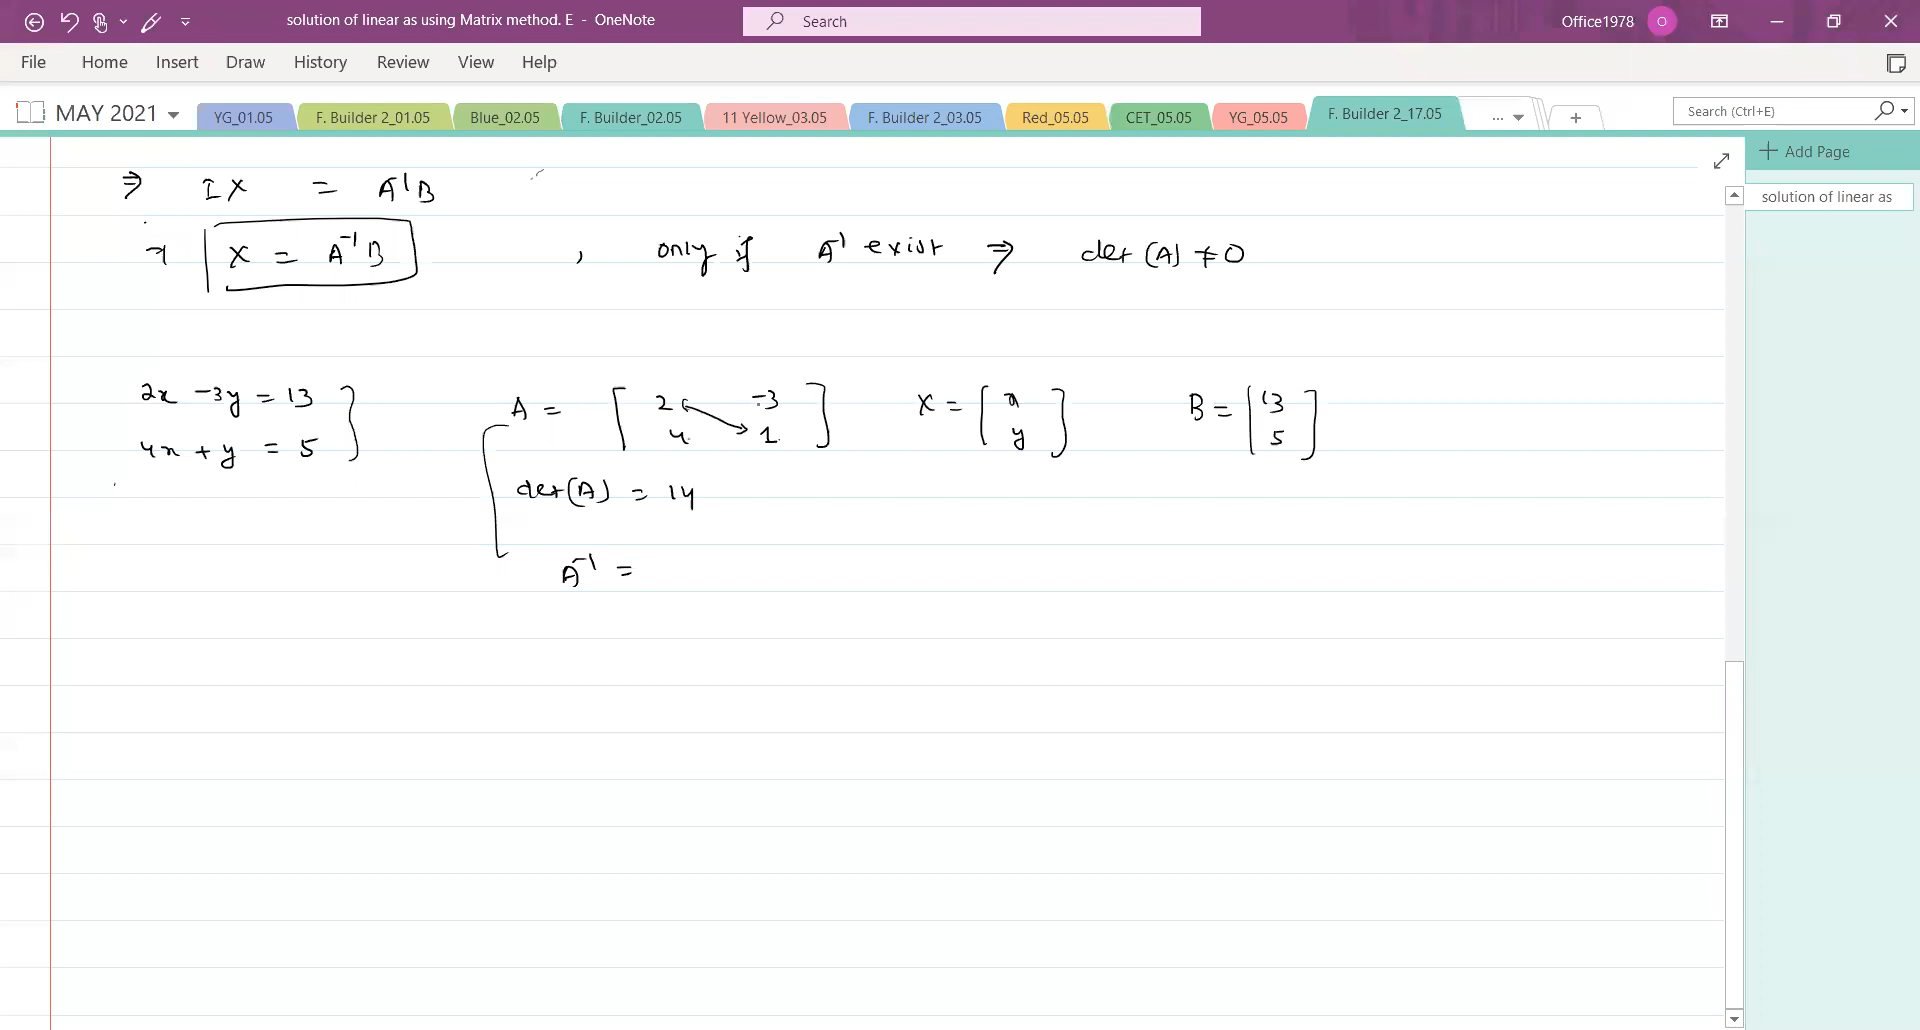 solution of linear as using Matrix method. E - OneNote
Search
Office1978
O
File Home Insert Draw History Review View Help
MAY 2021
YG_01.05
F. Builder 2_01.05
Blue_02.05
F. Builder_02.05
11 Yellow_03.05
F. Builder 2_03.05
Red_05.05
CET_05.05
YG_05.05
F. Builder 2_17.05
...
+
Search (Ctrl+E)
+ Add Page
solution of linear as
⇒ IX = A⁻¹B
→ X = A⁻¹B , only if A⁻¹ exist ⇒ det (A) ≠ 0
2x -3y = 13
4x + y = 5
A = [ 2 -3
4 1 ]
X = [ x
y ]
B = [ 13
5 ]
det(A) = 14
A⁻¹ =